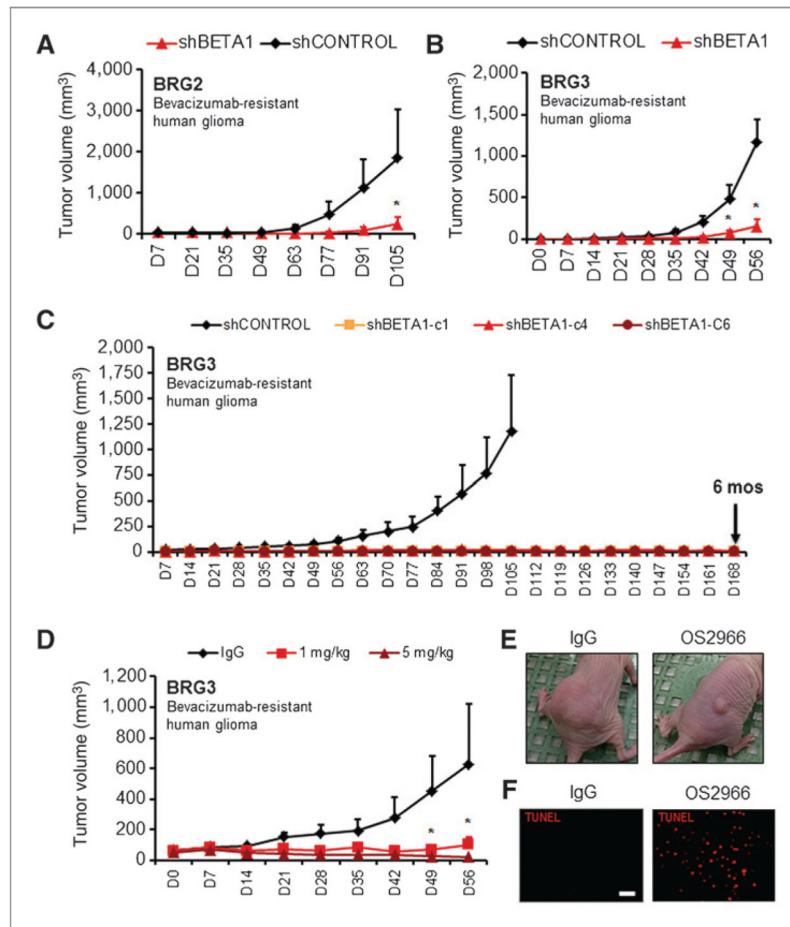 A
shBETA1 shCONTROL
Tumor volume (mm³)
4,000
3,000
2,000
1,000
0
BRG2
Bevacizumab-resistant
human glioma
*
D7 D21 D35 D49 D63 D77 D91 D105
B
shCONTROL shBETA1
Tumor volume (mm³)
2,000
1,500
1,000
500
0
BRG3
Bevacizumab-resistant
human glioma
* *
D0 D7 D14 D21 D28 D35 D42 D49 D56
C
shCONTROL shBETA1-c1 shBETA1-c4 shBETA1-C6
Tumor volume (mm³)
2,000
1,750
1,500
1,250
1,000
750
500
250
0
BRG3
Bevacizumab-resistant
human glioma
6 mos
D7 D14 D21 D28 D35 D42 D49 D56 D63 D70 D77 D84 D91 D98 D105 D112 D119 D126 D133 D140 D147 D154 D161 D168
D
IgG 1 mg/kg 5 mg/kg
Tumor volume (mm³)
1,200
1,000
800
600
400
200
0
BRG3
Bevacizumab-resistant
human glioma
* *
D0 D7 D14 D21 D28 D35 D42 D49 D56
E
IgG OS2966
F
IgG OS2966
TUNEL TUNEL